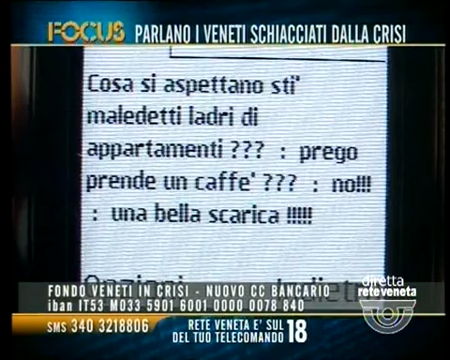 FOCUS PARLANO I VENETI SCHIACCIATI DALLA CRISI
Cosa si aspettano sti'
maledetti ladri di
appartamenti ??? : prego
prende un caffe' ??? : no!!!
: una bella scarica !!!!!
diretta
reteveneta
FONDO VENETI IN CRISI - NUOVO CC BANCARIO
iban IT53 M033 5901 6001 0000 0078 840
SMS 340 3218806
RETE VENETA E' SUL
DEL TUO TELECOMANDO 18